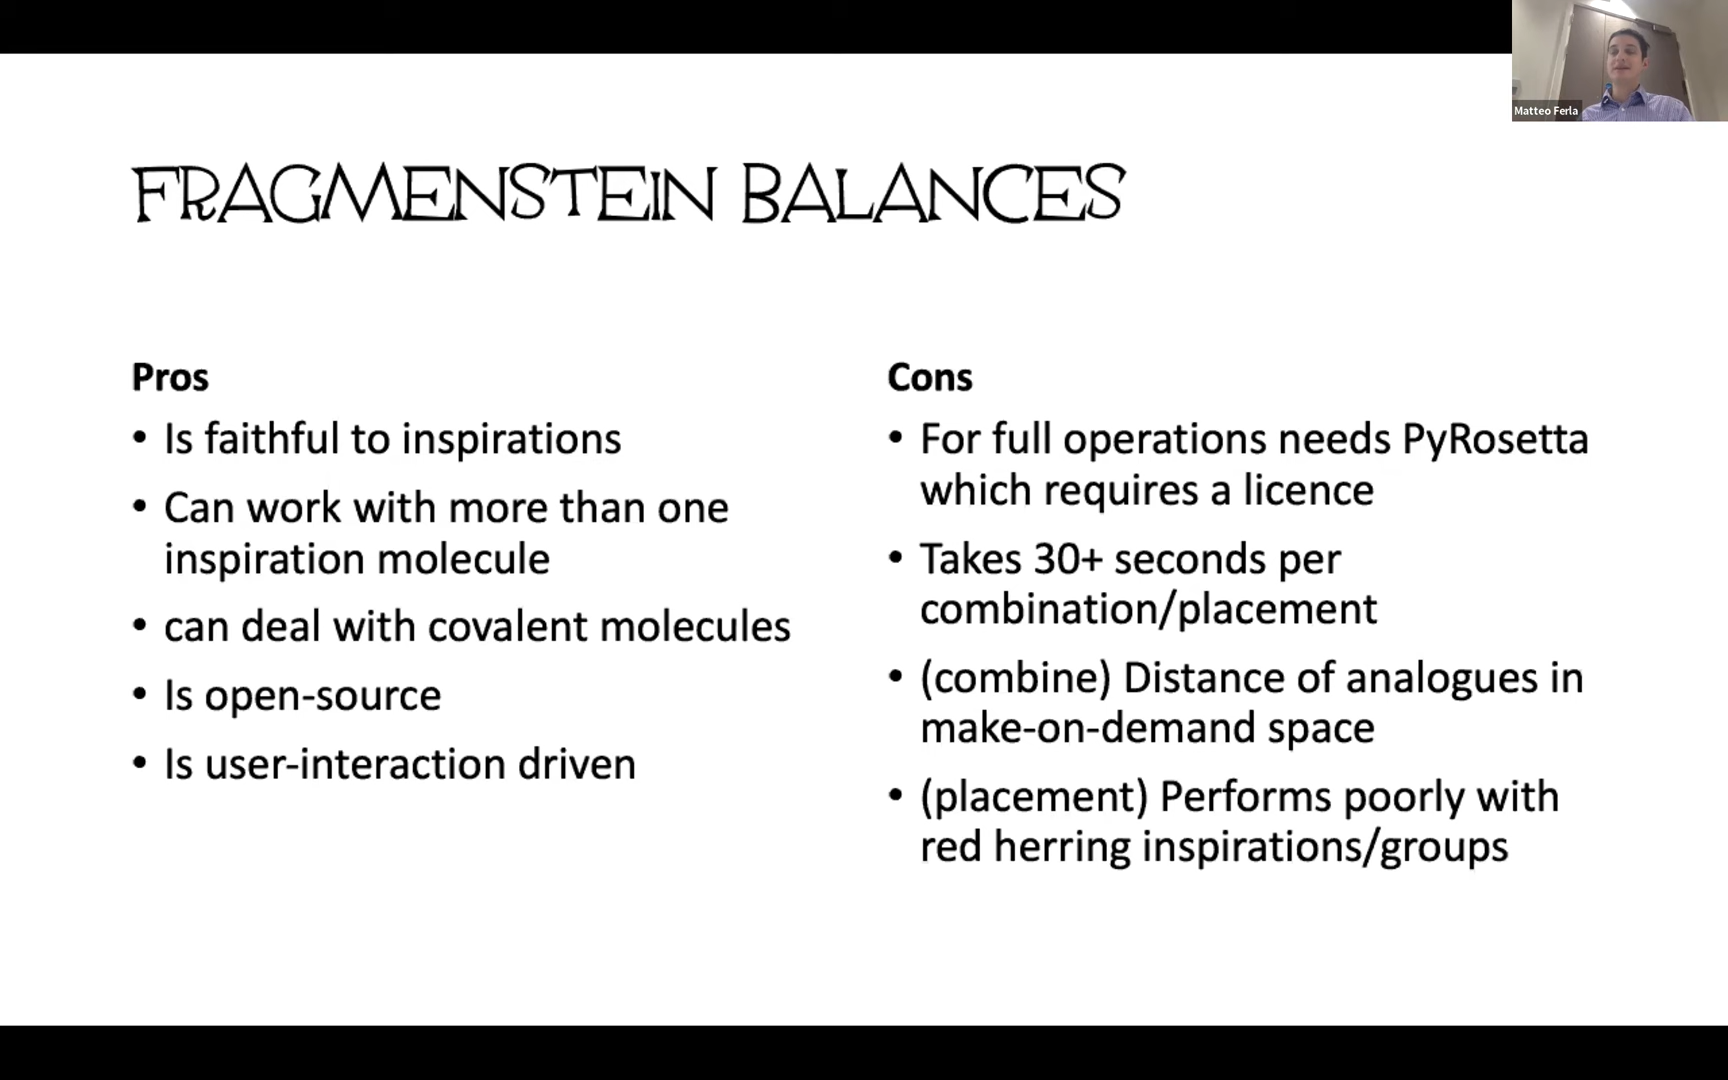 Matteo Ferla
FRAGMENSTEIN BALANCES
Pros
• Is faithful to inspirations
• Can work with more than one
inspiration molecule
• can deal with covalent molecules
• Is open-source
• Is user-interaction driven
Cons
• For full operations needs PyRosetta
which requires a licence
• Takes 30+ seconds per
combination/placement
• (combine) Distance of analogues in
make-on-demand space
• (placement) Performs poorly with
red herring inspirations/groups